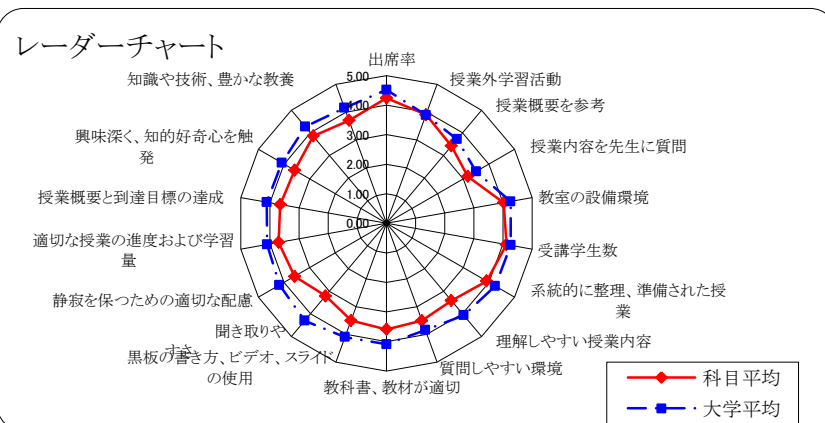 レーダーチャート
出席率
授業外学習活動
授業概要を参考
授業内容を先生に質問
教室の設備環境
受講学生数
系統的に整理、準備された授
業
理解しやすい授業内容
質問しやすい環境
教科書、教材が適切
黒板の書き方、ビデオ、スライド
の使用
聞き取りや
すさ
静寂を保つための適切な配慮
適切な授業の進度および学習
量
授業概要と到達目標の達成
興味深く、知的好奇心を触
発
知識や技術、豊かな教養
5.00
4.00
3.00
2.00
1.00
0.00
科目平均
大学平均